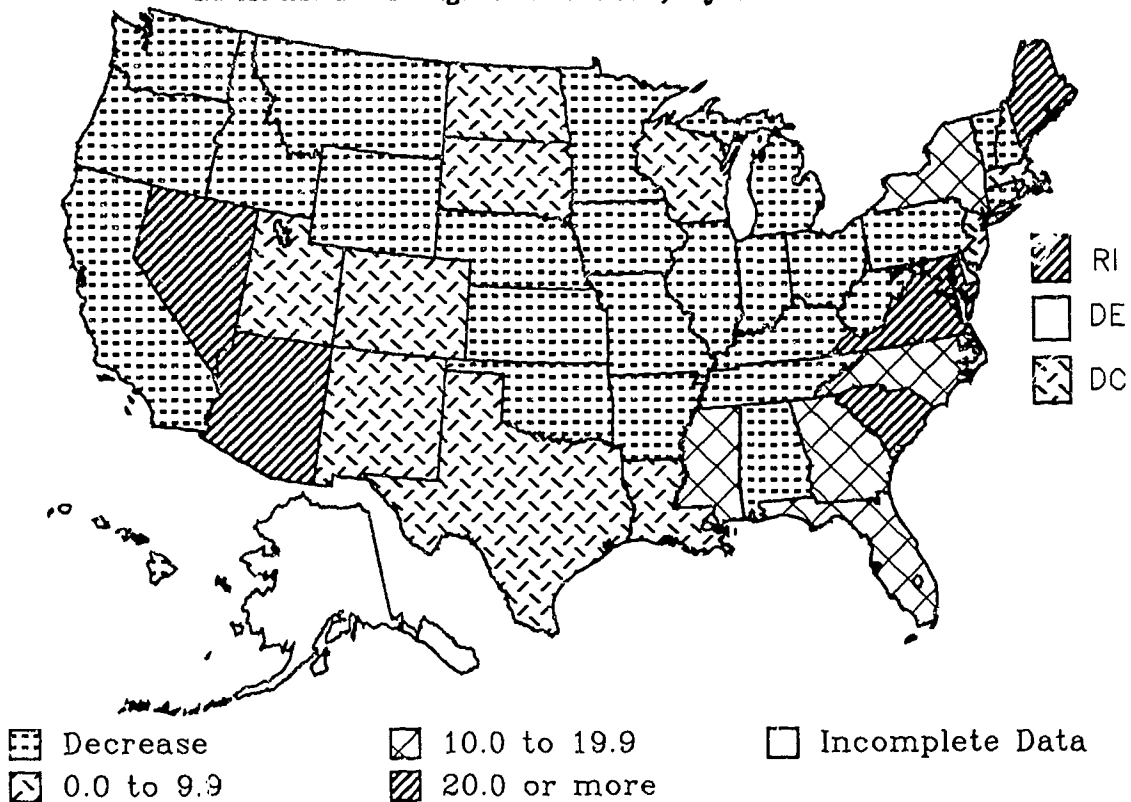 RI
DE
DC
Decrease
10.0 to 19.9
Incomplete Data
0.0 to 9.9
20.0 or more